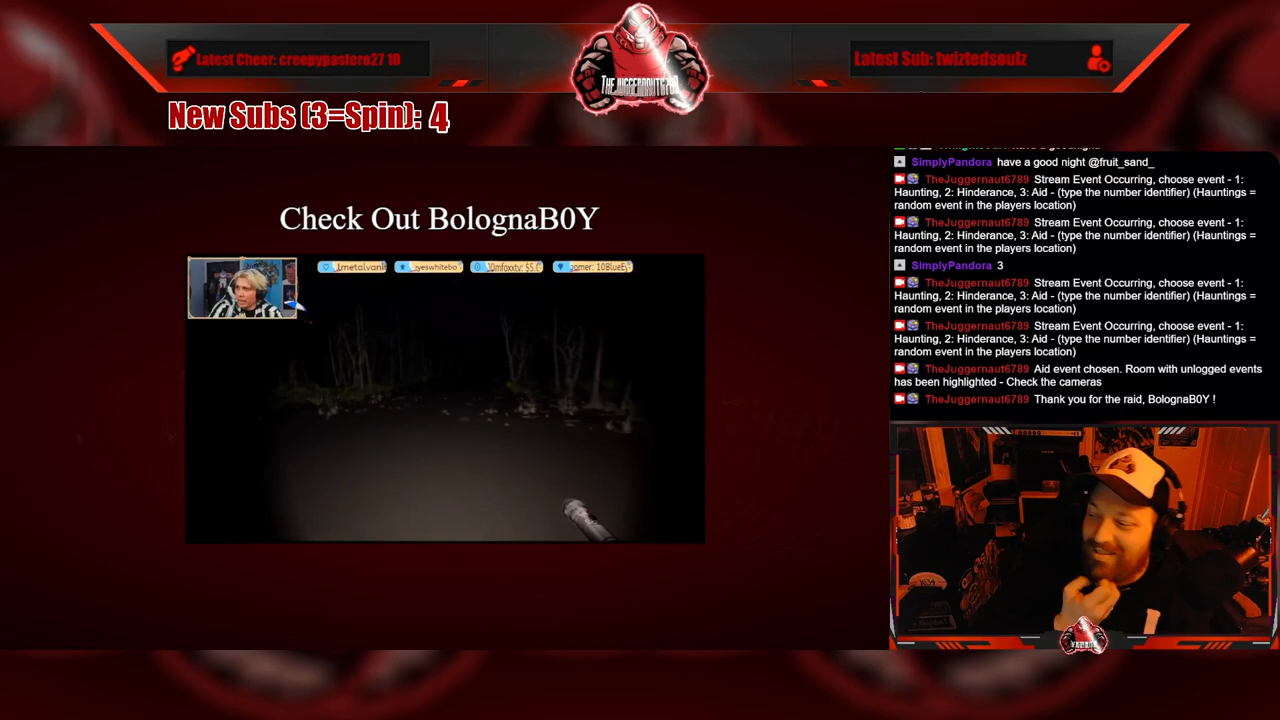 Latest Cheer: creepypastero27 10
Latest Sub: twiztedsoulz
THEJUGGERNAUT6789
New Subs (3=Spin): 4
SimplyPandora have a good night @fruit_sand_
TheJuggernaut6789 Stream Event Occurring, choose event - 1:
Haunting, 2: Hinderance, 3: Aid - (type the number identifier) (Hauntings =
random event in the players location)
TheJuggernaut6789 Stream Event Occurring, choose event - 1:
Haunting, 2: Hinderance, 3: Aid - (type the number identifier) (Hauntings =
random event in the players location)
SimplyPandora 3
TheJuggernaut6789 Stream Event Occurring, choose event - 1:
Haunting, 2: Hinderance, 3: Aid - (type the number identifier) (Hauntings =
random event in the players location)
TheJuggernaut6789 Stream Event Occurring, choose event - 1:
Haunting, 2: Hinderance, 3: Aid - (type the number identifier) (Hauntings =
random event in the players location)
TheJuggernaut6789 Aid event chosen. Room with unlogged events
has been highlighted - Check the cameras
TheJuggernaut6789 Thank you for the raid, BolognaB0Y !
Check Out BolognaB0Y